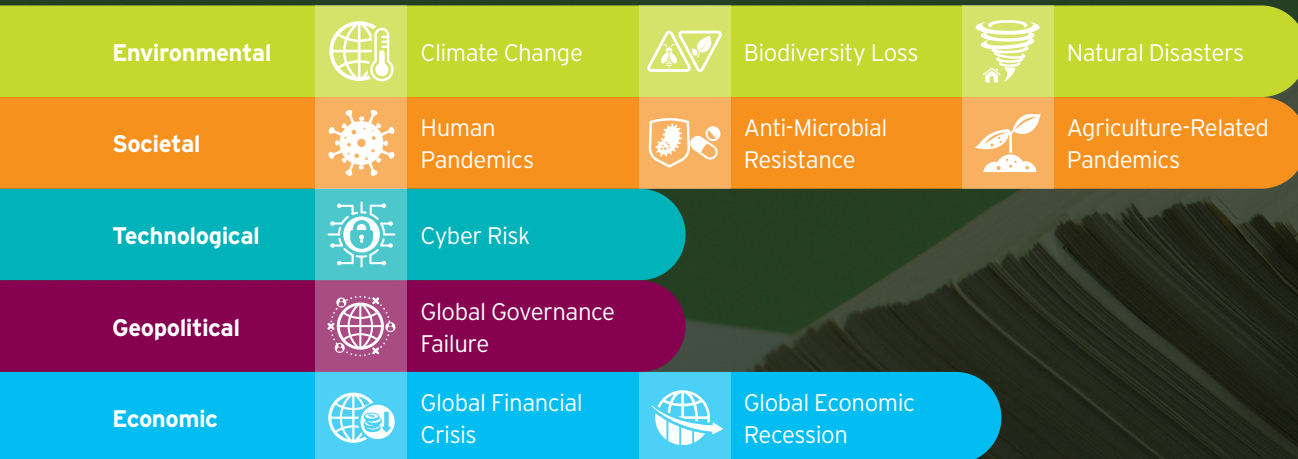 Environmental
Climate Change
Biodiversity Loss
Natural Disasters
Societal
Human
Pandemics
Anti-Microbial
Resistance
Agriculture-Related
Pandemics
Technological
Cyber Risk
Geopolitical
Global Governance
Failure
Economic
Global Financial
Crisis
Global Economic
Recession